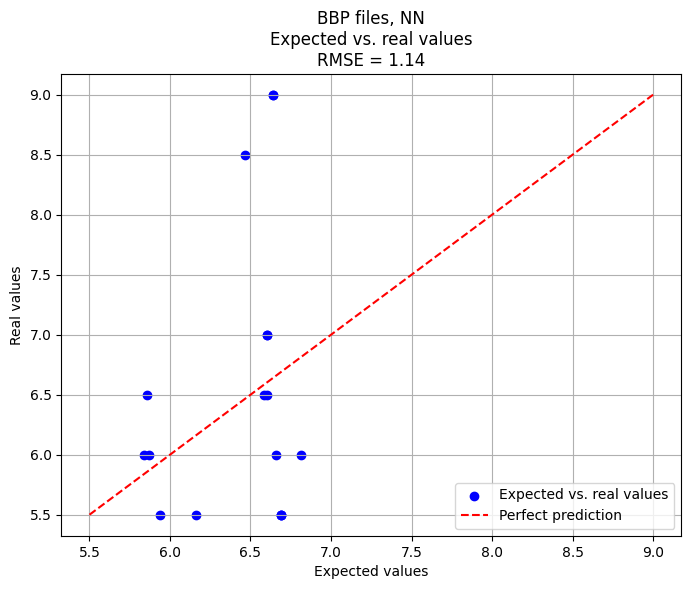 BBP files, NN
Expected vs. real values
RMSE = 1.14
9.0
8.5
8.0
7.5
7.0
6.5
6.0
5.5
Real values
Expected vs. real values
Perfect prediction
5.5 6.0 6.5 7.0 7.5 8.0 8.5 9.0
Expected values